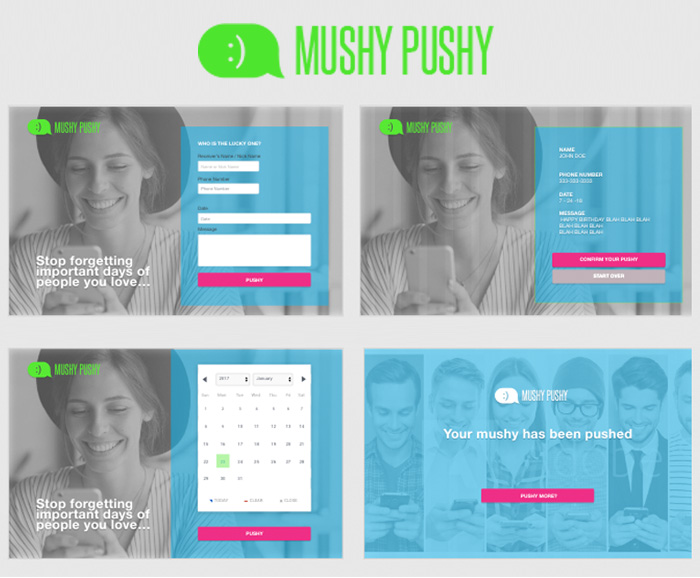 :)
MUSHY PUSHY
:)
MUSHY PUSHY
WHO IS THE LUCKY ONE?
Receiver's Name / Nick Name
Phone Number
Phone Number
Date
Date
Message
PUSHY
Stop forgetting
important days of
people you love...
:)
MUSHY PUSHY
NAME
JOHN DOE
PHONE NUMBER
DATE
7 - 24 -16
MESSAGE
HAPPY BIRTHDAY BLAH BLAH BLAH
BLAH BLAH BLAH
BLAH BLAH BLAH
CONFIRM YOUR PUSHY
START OVER
:)
MUSHY PUSHY
2017 January
Sun Mon Tue Wed Thu Fri Sat
1 2 3 4 5 6 7
8 9 10 11 12 13 14
15 16 17 18 19 20 21
22 23 24 25 26 27 28
29 30 31
TODAY CLEAR CLOSE
PUSHY
Stop forgetting
important days of
people you love...
:)
MUSHY PUSHY
Your mushy has been pushed
PUSHY MORE?